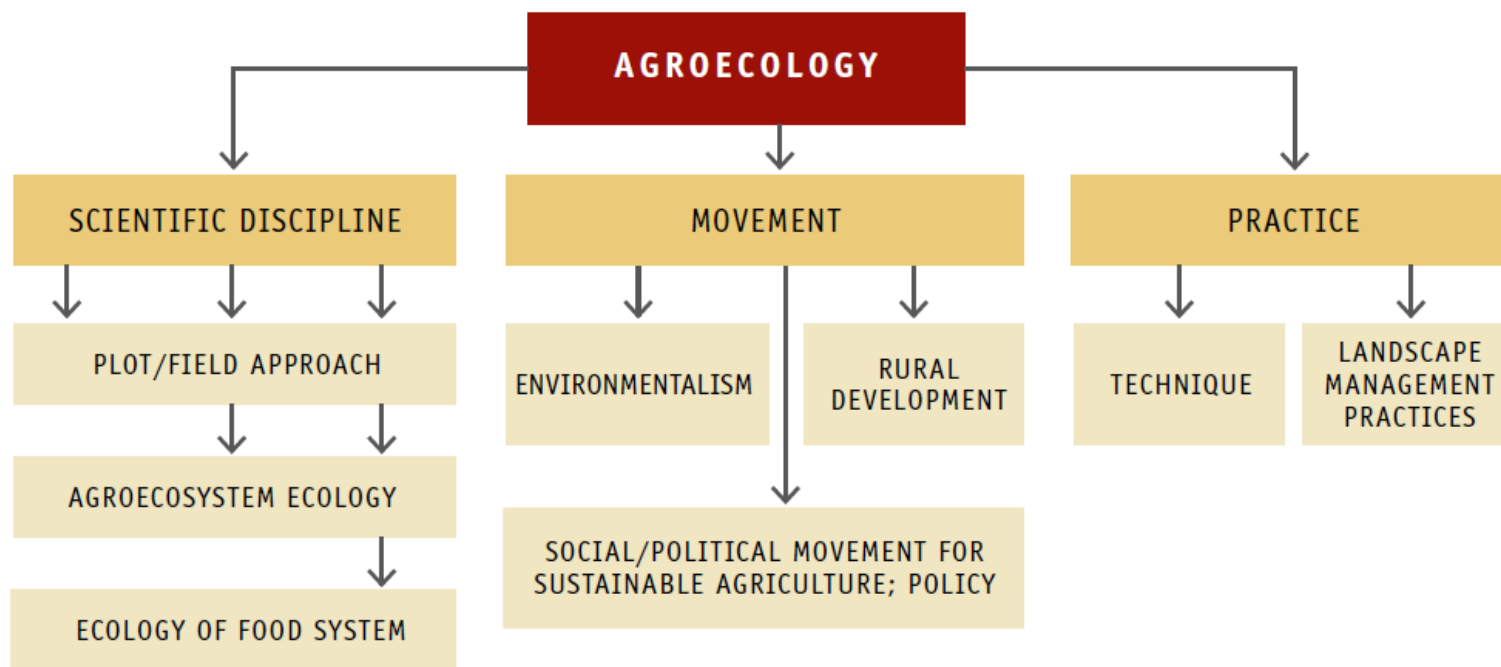 AGROECOLOGY
SCIENTIFIC DISCIPLINE
MOVEMENT
PRACTICE
PLOT/FIELD APPROACH
AGROECOSYSTEM ECOLOGY
ECOLOGY OF FOOD SYSTEM
ENVIRONMENTALISM
RURAL
DEVELOPMENT
SOCIAL/POLITICAL MOVEMENT FOR
SUSTAINABLE AGRICULTURE; POLICY
TECHNIQUE
LANDSCAPE
MANAGEMENT
PRACTICES